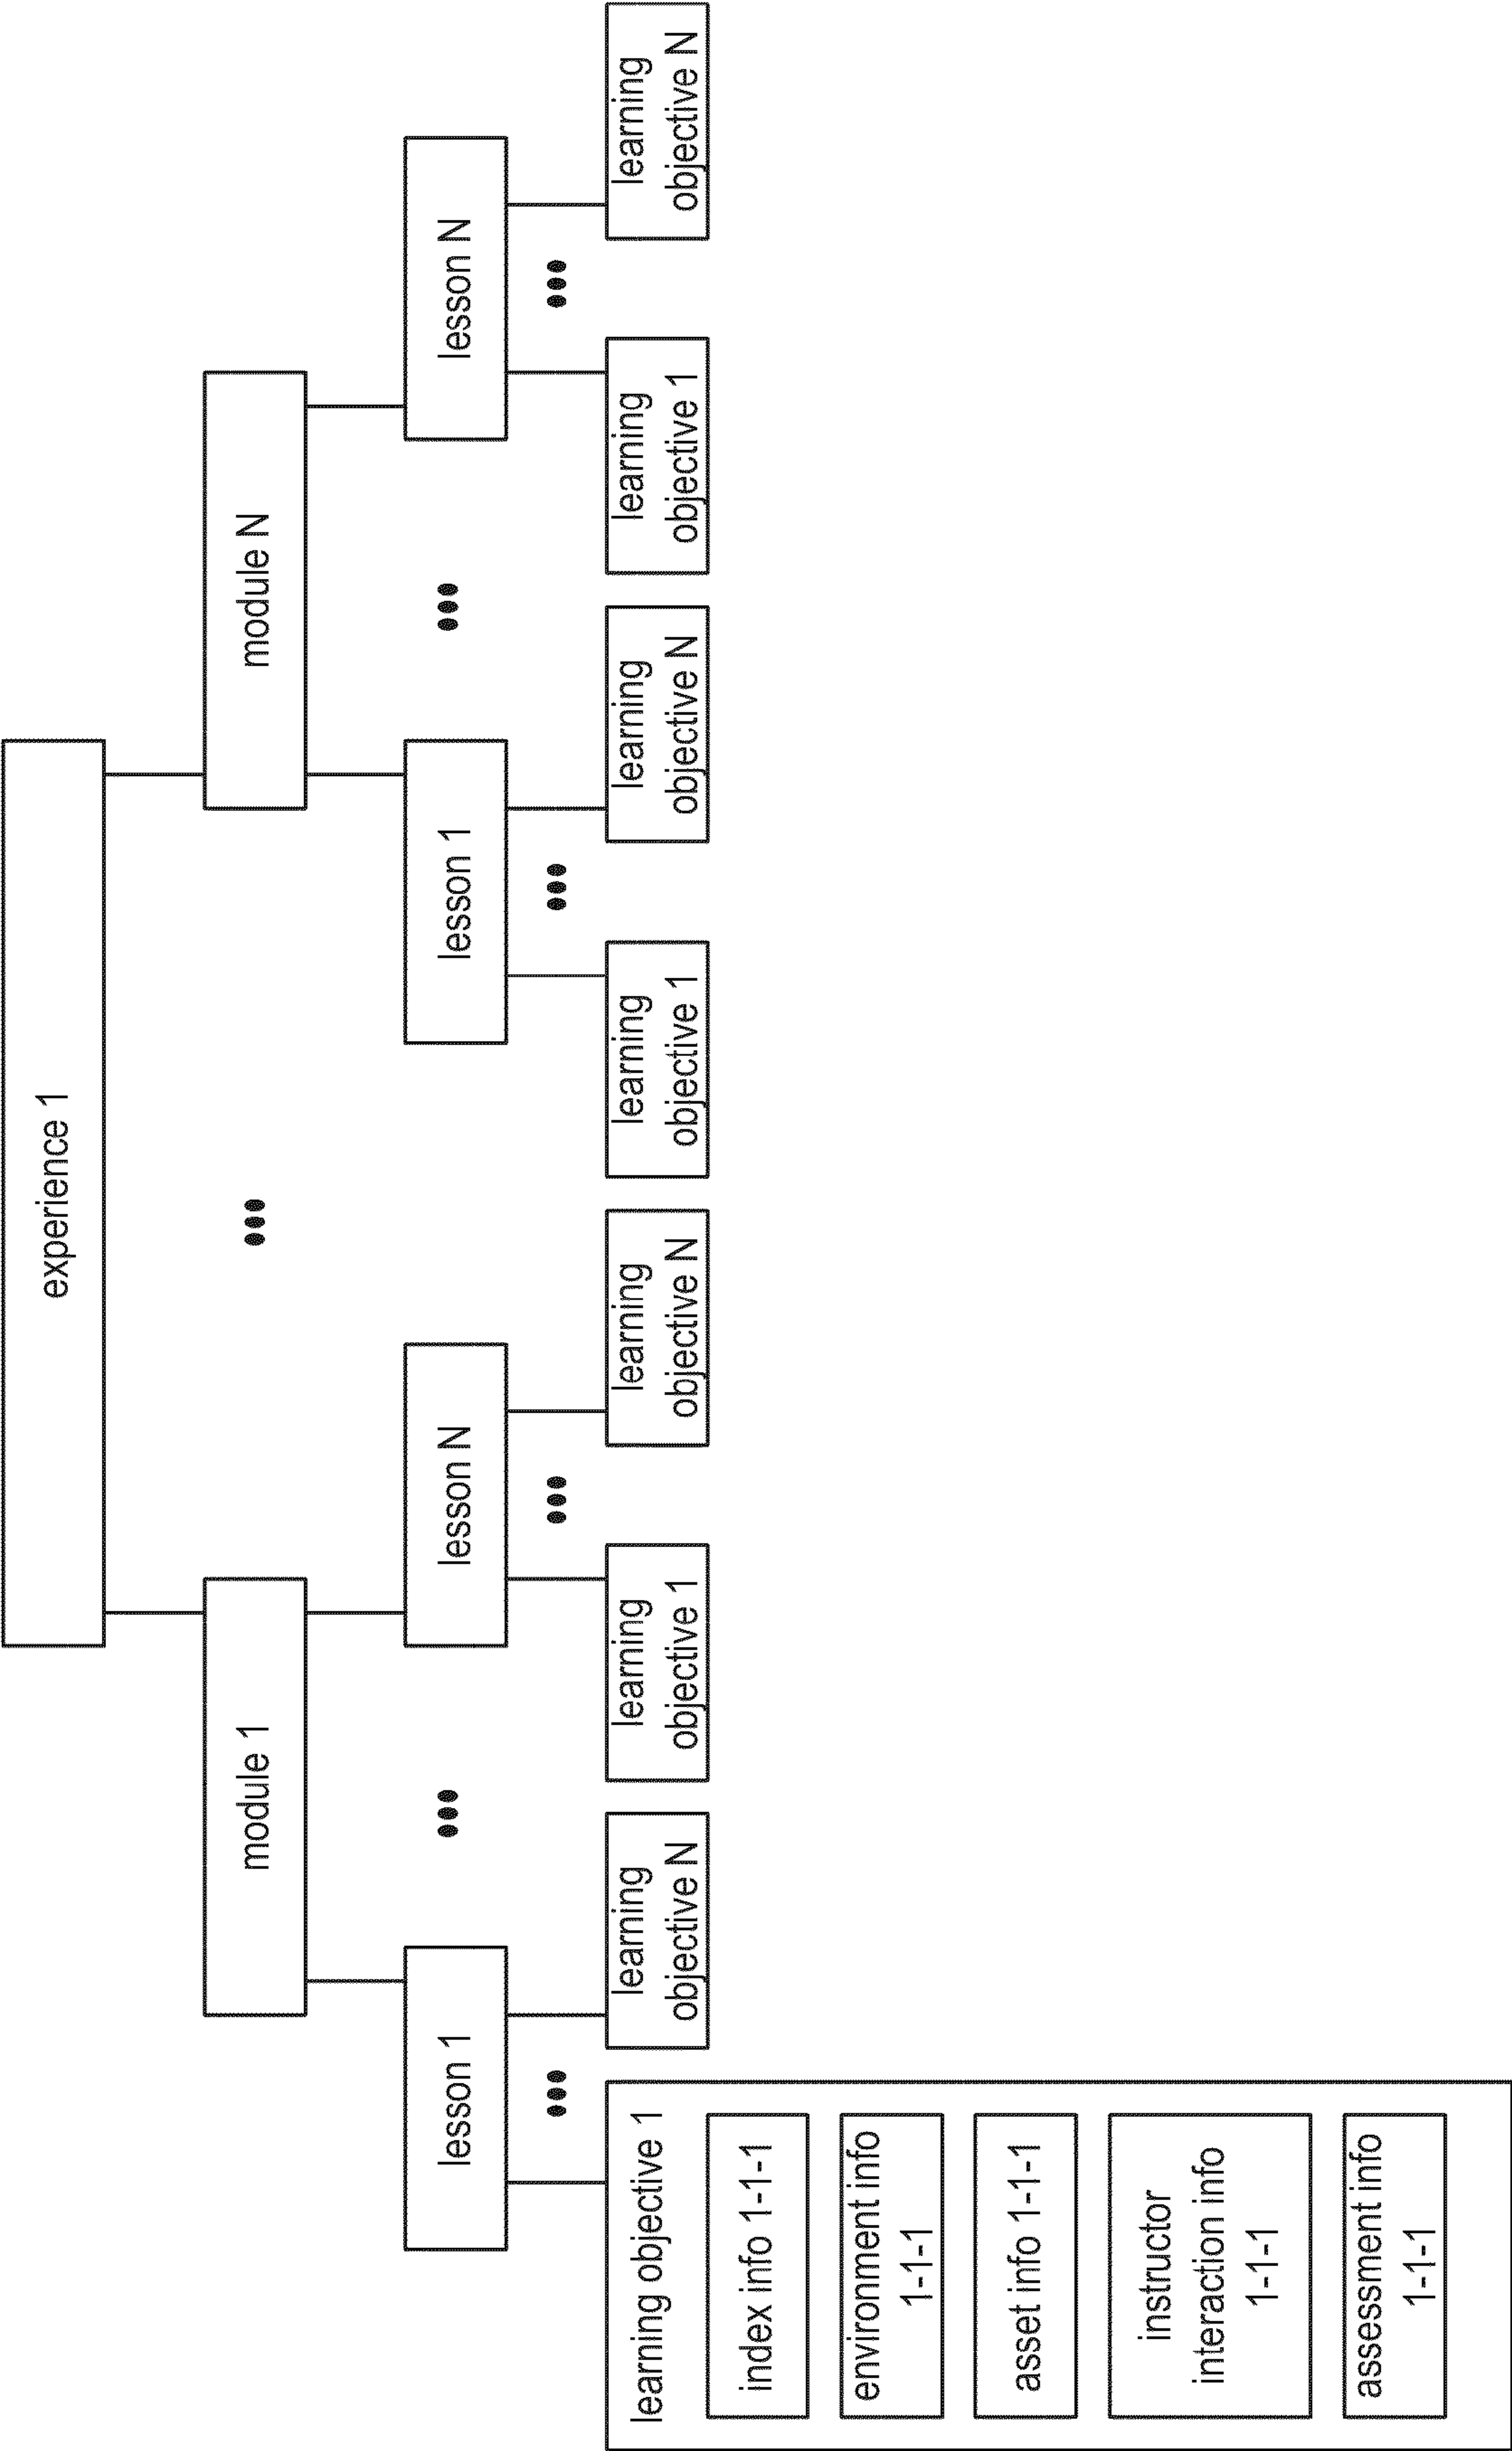 experience 1
module 1
module N
lesson 1
lesson N
lesson 1
lesson N
learning objective 1
index info 1-1-1
environment info
1-1-1
asset info 1-1-1
instructor
interaction info
1-1-1
assessment info
1-1-1
learning
objective N
learning
objective 1
learning
objective N
learning
objective 1
learning
objective N
learning
objective 1
learning
objective N